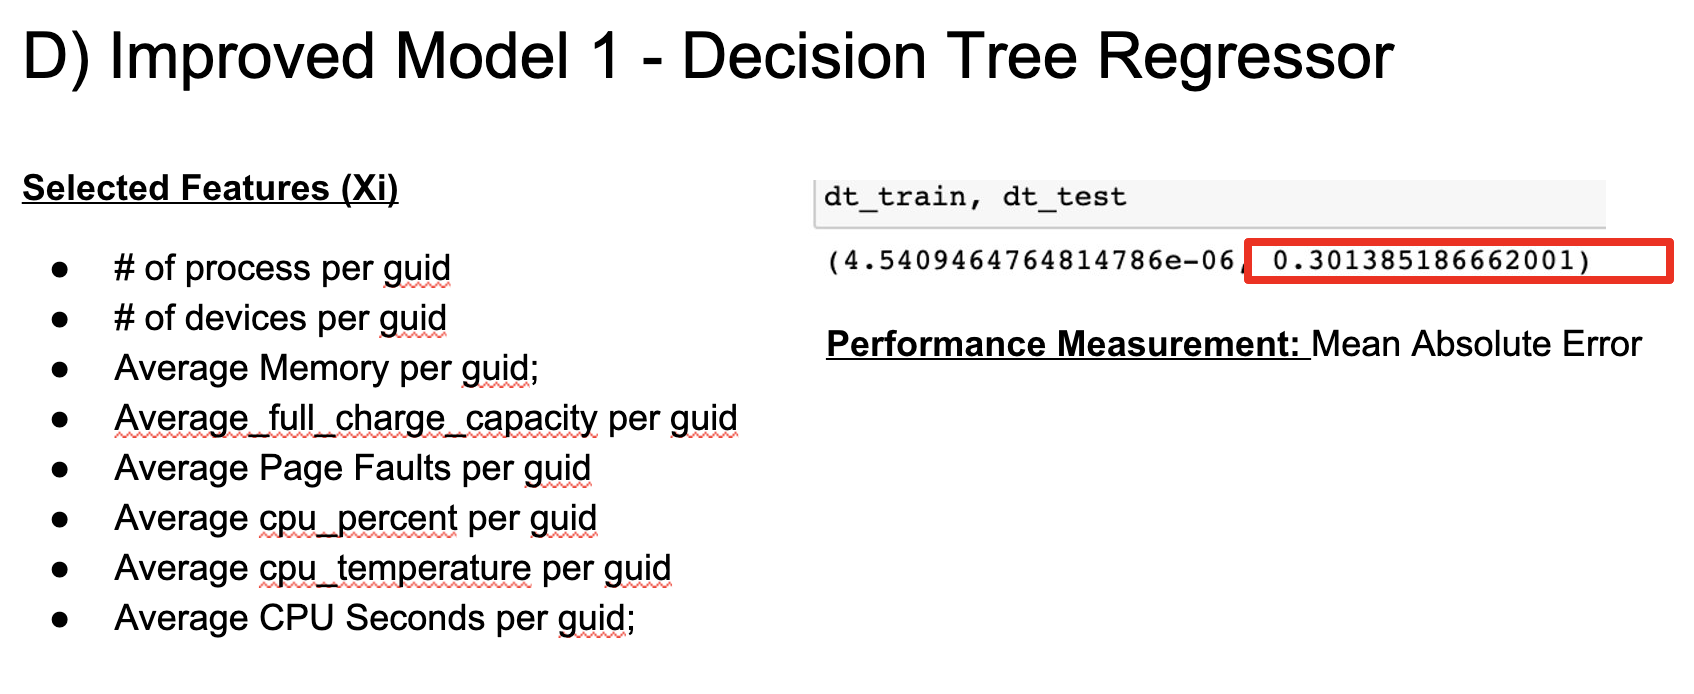 D) Improved Model 1 - Decision Tree Regressor
Selected Features (Xi)
● # of process per guid
● # of devices per guid
● Average Memory per guid;
● Average_full_charge_capacity per guid
● Average Page Faults per guid
● Average cpu_percent per guid
● Average cpu_temperature per guid
● Average CPU Seconds per guid;
dt_train, dt_test
(4.5409464764814786e-06, 0.301385186662001)
Performance Measurement: Mean Absolute Error